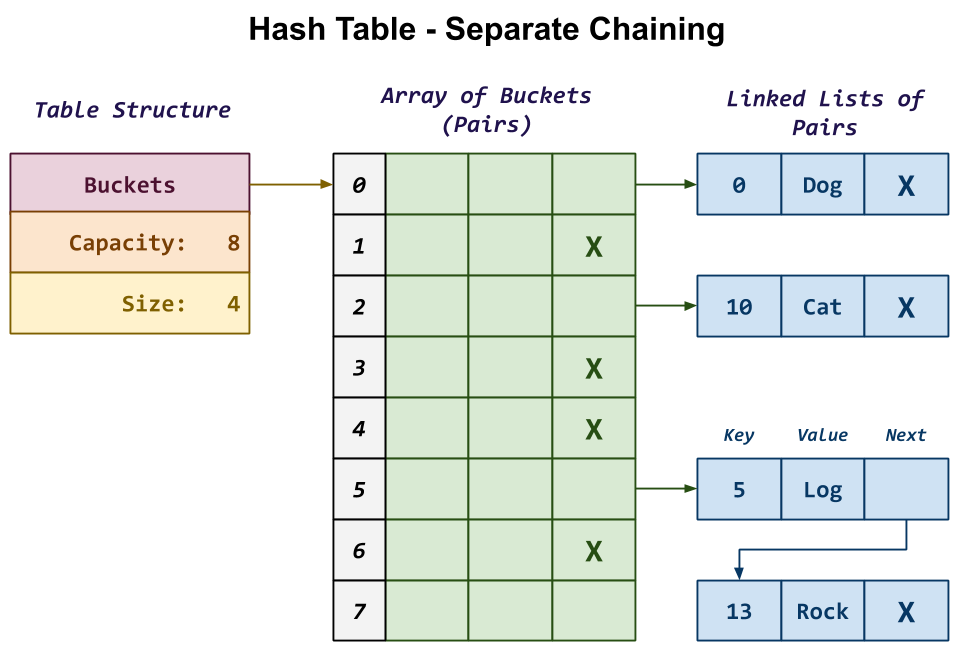 Hash Table - Separate Chaining
Table Structure
Array of Buckets
(Pairs)
Linked Lists of
Pairs
Buckets
Capacity: 8
Size: 4
0
1 X
2
3 X
4 X
5
6 X
7
0 Dog X
10 Cat X
Key Value Next
5 Log
13 Rock X